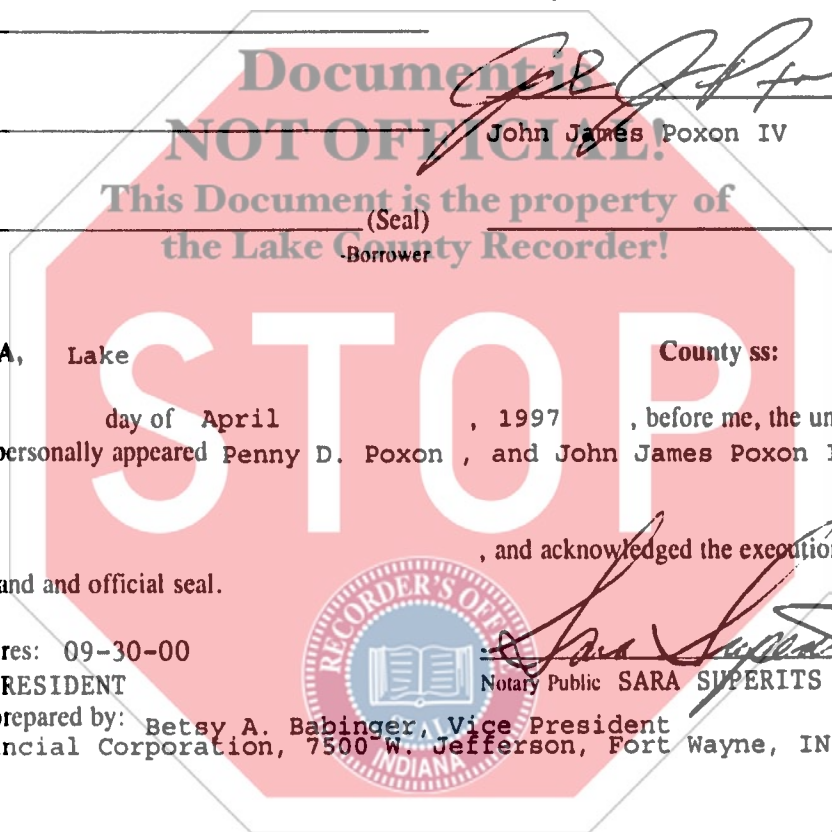 Document is
NOT OFFICIAL!
John James Poxon IV
This Document is the property of
(Seal)
the Lake County Recorder!
-Borrower
STOP
A, Lake County ss:
day of April , 1997 , before me, the un
personally appeared Penny D. Poxon , and John James Poxon I
, and acknowledged the execution
and and official seal.
RECORDER'S OFF
SEAL
INDIANA
res: 09-30-00
RESIDENT
Notary Public SARA SUPERITS
prepared by: Betsy A. Babinger, Vice President
ncial Corporation, 7500 W. Jefferson, Fort Wayne, IN